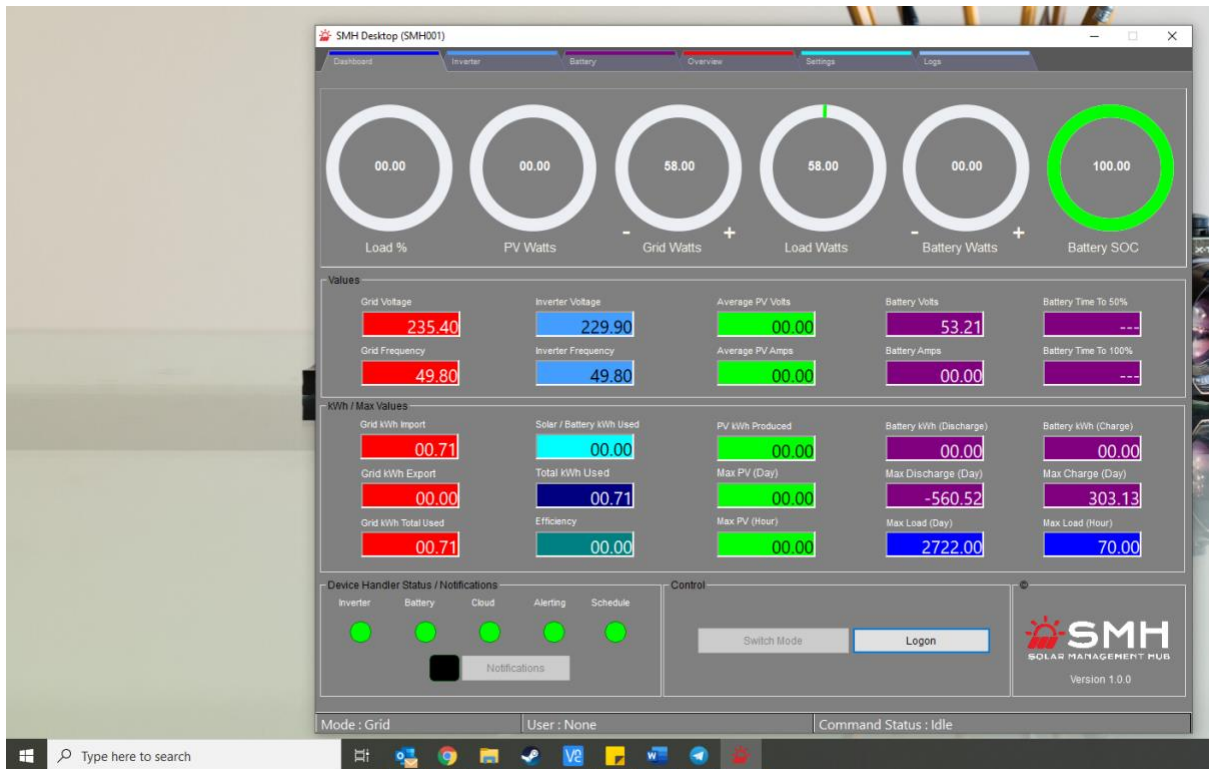 SMH Desktop (SMH001)
Dashboard Inverter Battery Overview Settings Logs
00.00 00.00 58.00 58.00 00.00 100.00
- + - +
Load % PV Watts Grid Watts Load Watts Battery Watts Battery SOC
Values
Grid Voltage Inverter Voltage Average PV Volts Battery Volts Battery Time To 50%
235.40 229.90 00.00 53.21 ---
Grid Frequency Inverter Frequency Average PV Amps Battery Amps Battery Time To 100%
49.80 49.80 00.00 00.00 ---
kWh / Max Values
Grid kWh Import Solar / Battery kWh Used PV kWh Produced Battery kWh (Discharge) Battery kWh (Charge)
00.71 00.00 00.00 00.00 00.00
Grid kWh Export Total kWh Used Max PV (Day) Max Discharge (Day) Max Charge (Day)
00.00 00.71 00.00 -560.52 303.13
Grid kWh Total Used Efficiency Max PV (Hour) Max Load (Day) Max Load (Hour)
00.71 00.00 00.00 2722.00 70.00
Device Handler Status / Notifications Control ©
Inverter Battery Cloud Alerting Schedule
Switch Mode Logon SMH
SOLAR MANAGEMENT HUB
Notifications
Version 1.0.0
Mode : Grid User : None Command Status : Idle
Type here to search